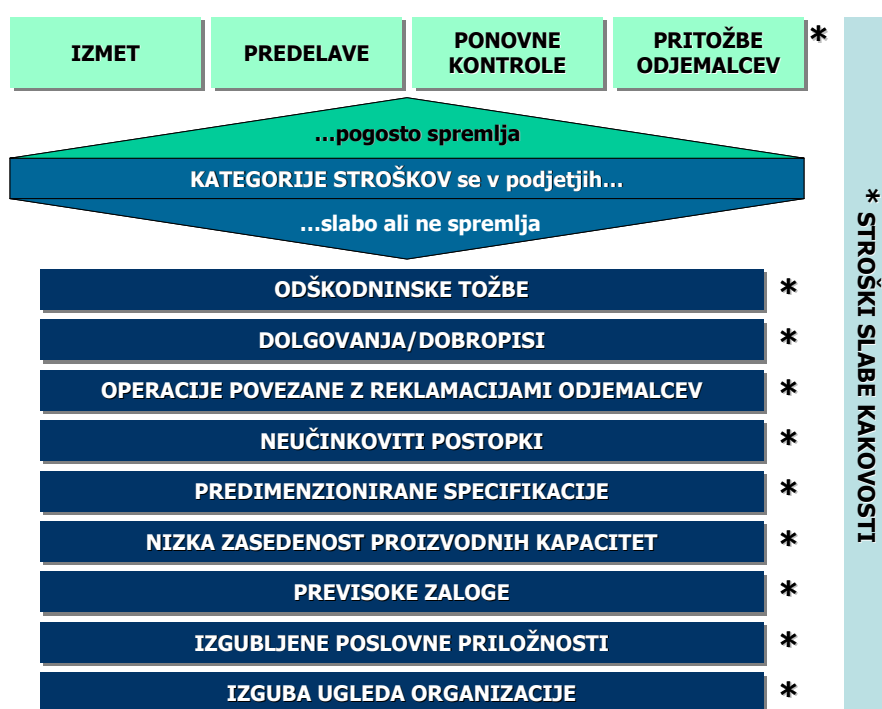 IZMET
PREDELAVE
PONOVNE
KONTROLE
PRITOŽBE
ODJEMALCEV
*
...pogosto spremlja
KATEGORIJE STROŠKOV se v podjetjih...
...slabo ali ne spremlja
ODŠKODNINSKE TOŽBE *
DOLGOVANJA/DOBROPISI *
OPERACIJE POVEZANE Z REKLAMACIJAMI ODJEMALCEV *
NEUČINKOVITI POSTOPKI *
PREDIMENZIONIRANE SPECIFIKACIJE *
NIZKA ZASEDENOST PROIZVODNIH KAPACITET *
PREVISOKE ZALOGE *
IZGUBLJENE POSLOVNE PRILOŽNOSTI *
IZGUBA UGLEDA ORGANIZACIJE *
* STROŠKI SLABE KAKOVOSTI